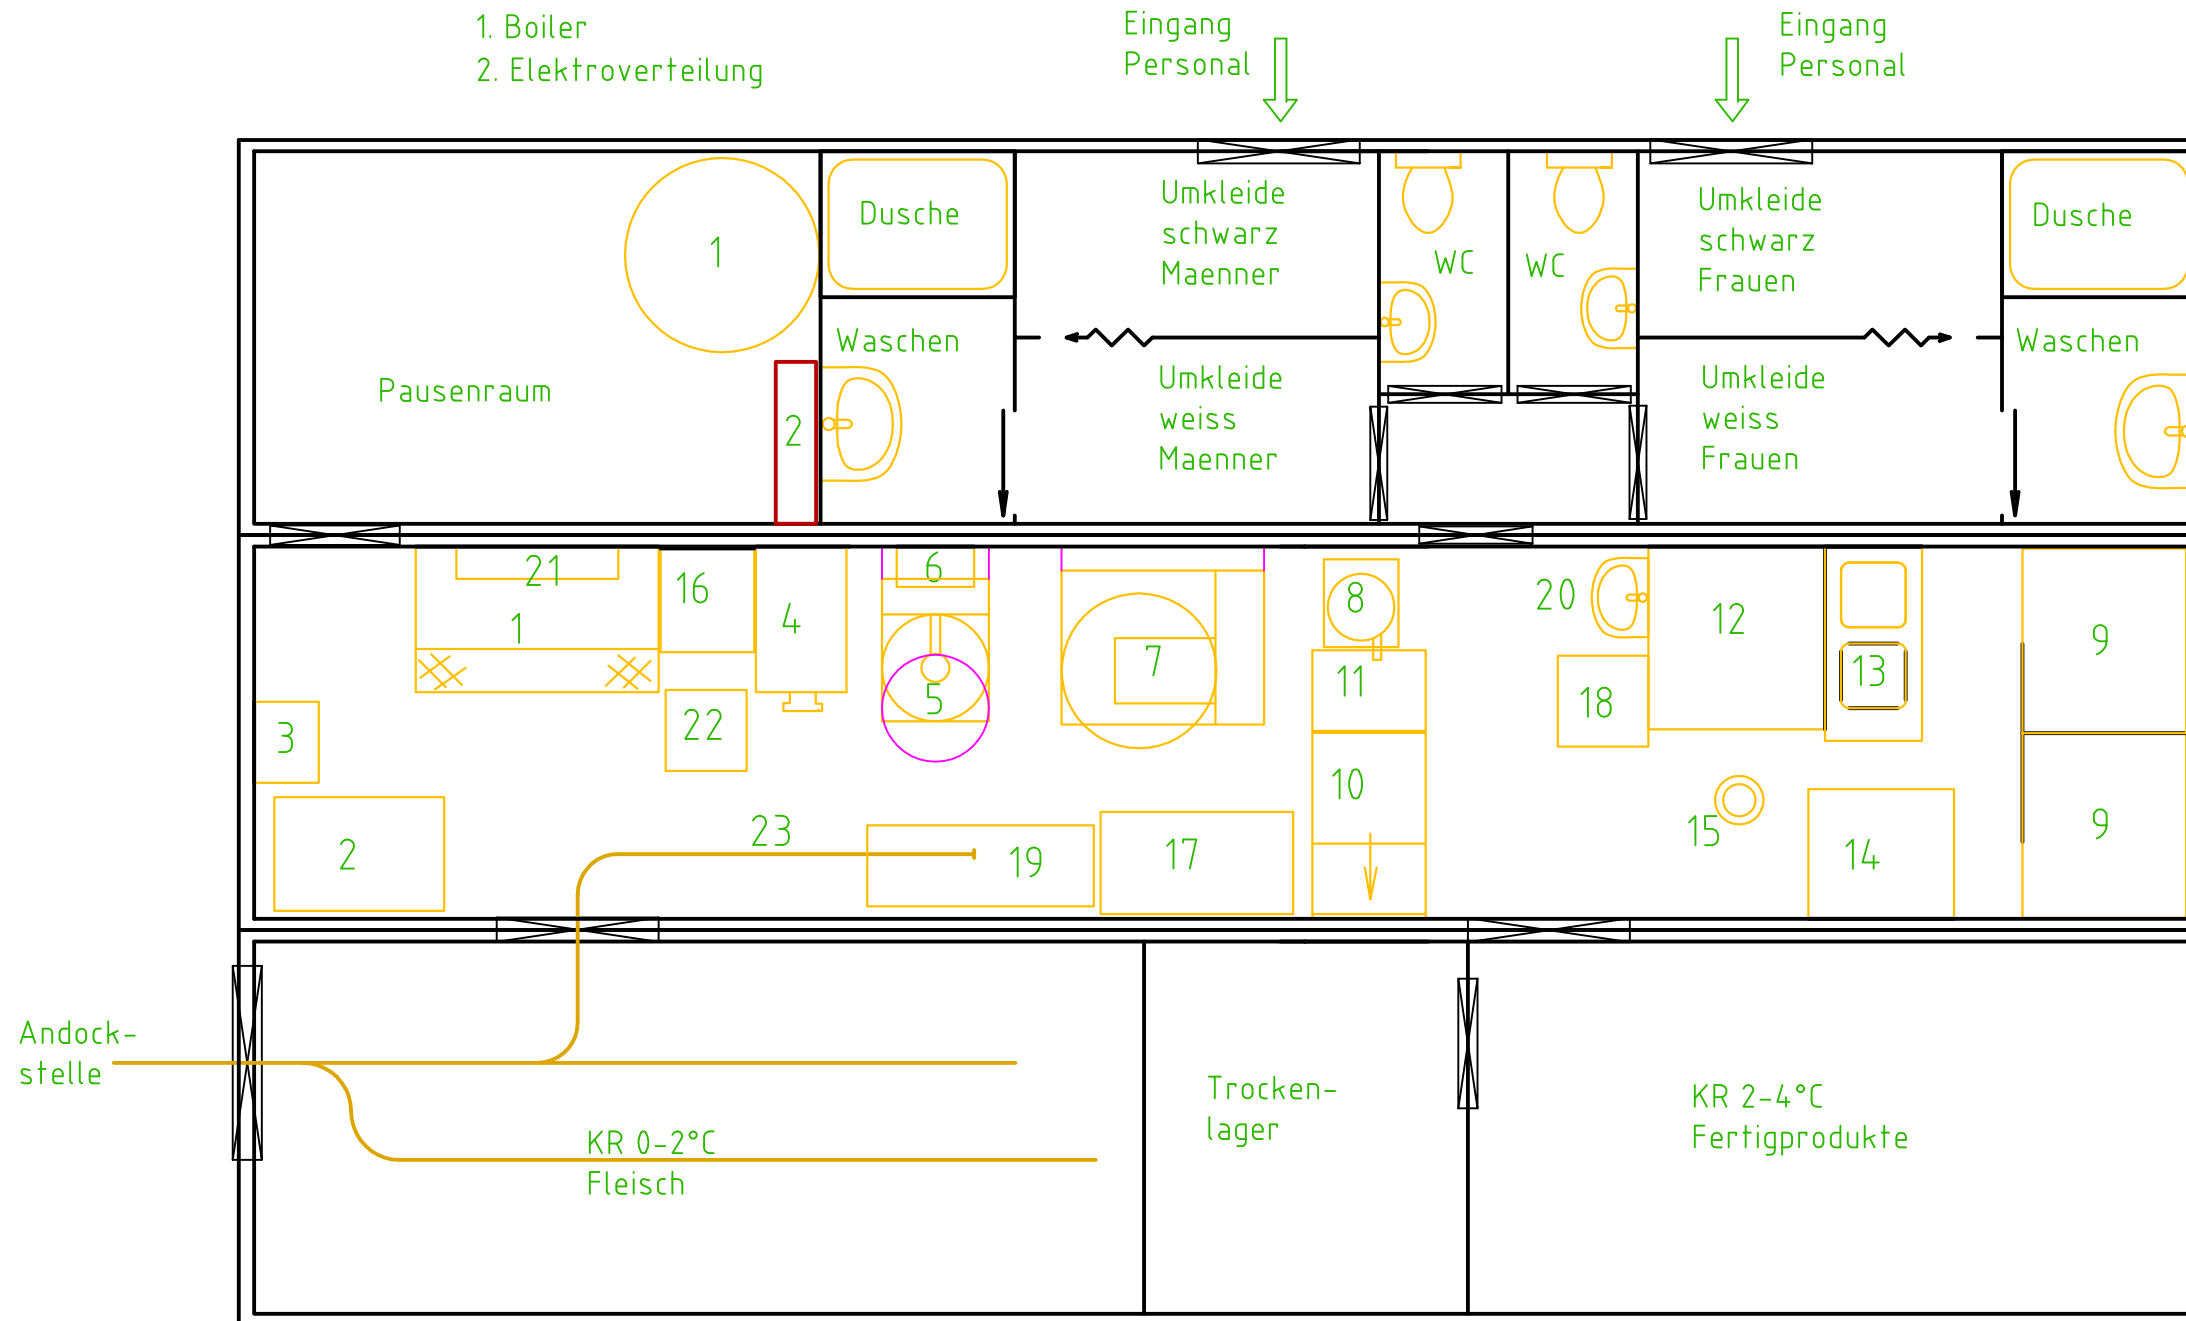 1. Boiler
2. Elektroverteilung
Eingang
Personal
Eingang
Personal
1
Dusche
Umkleide
schwarz
Maenner
WC
WC
Umkleide
schwarz
Frauen
Dusche
Pausenraum
2
Waschen
Umkleide
weiss
Maenner
Umkleide
weiss
Frauen
Waschen
21
1
16
4
6
5
7
8
11
20
12
13
9
3
22
18
10
2
23
19
17
15
14
9
Andock-
stelle
KR 0-2°C
Fleisch
Trocken-
lager
KR 2-4°C
Fertigprodukte